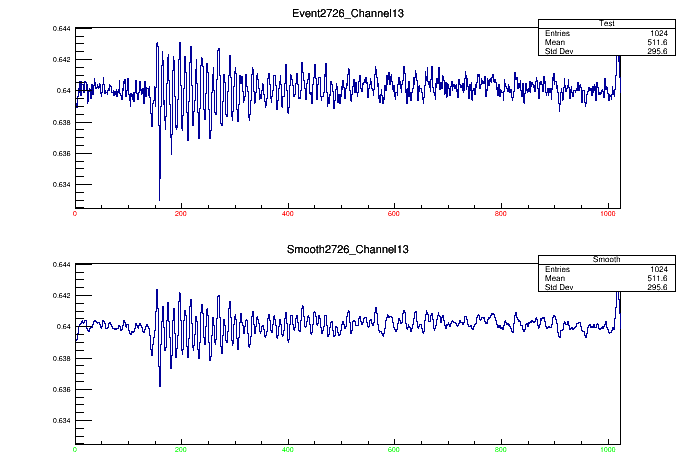 Event2726_Channel13
Test
Entries 1024
Mean 511.6
Std Dev 295.6
0.644
0.642
0.64
0.638
0.636
0.634
0 200 400 600 800 1000
Smooth2726_Channel13
Smooth
Entries 1024
Mean 511.6
Std Dev 295.6
0.644
0.642
0.64
0.638
0.636
0.634
0 200 400 600 800 1000